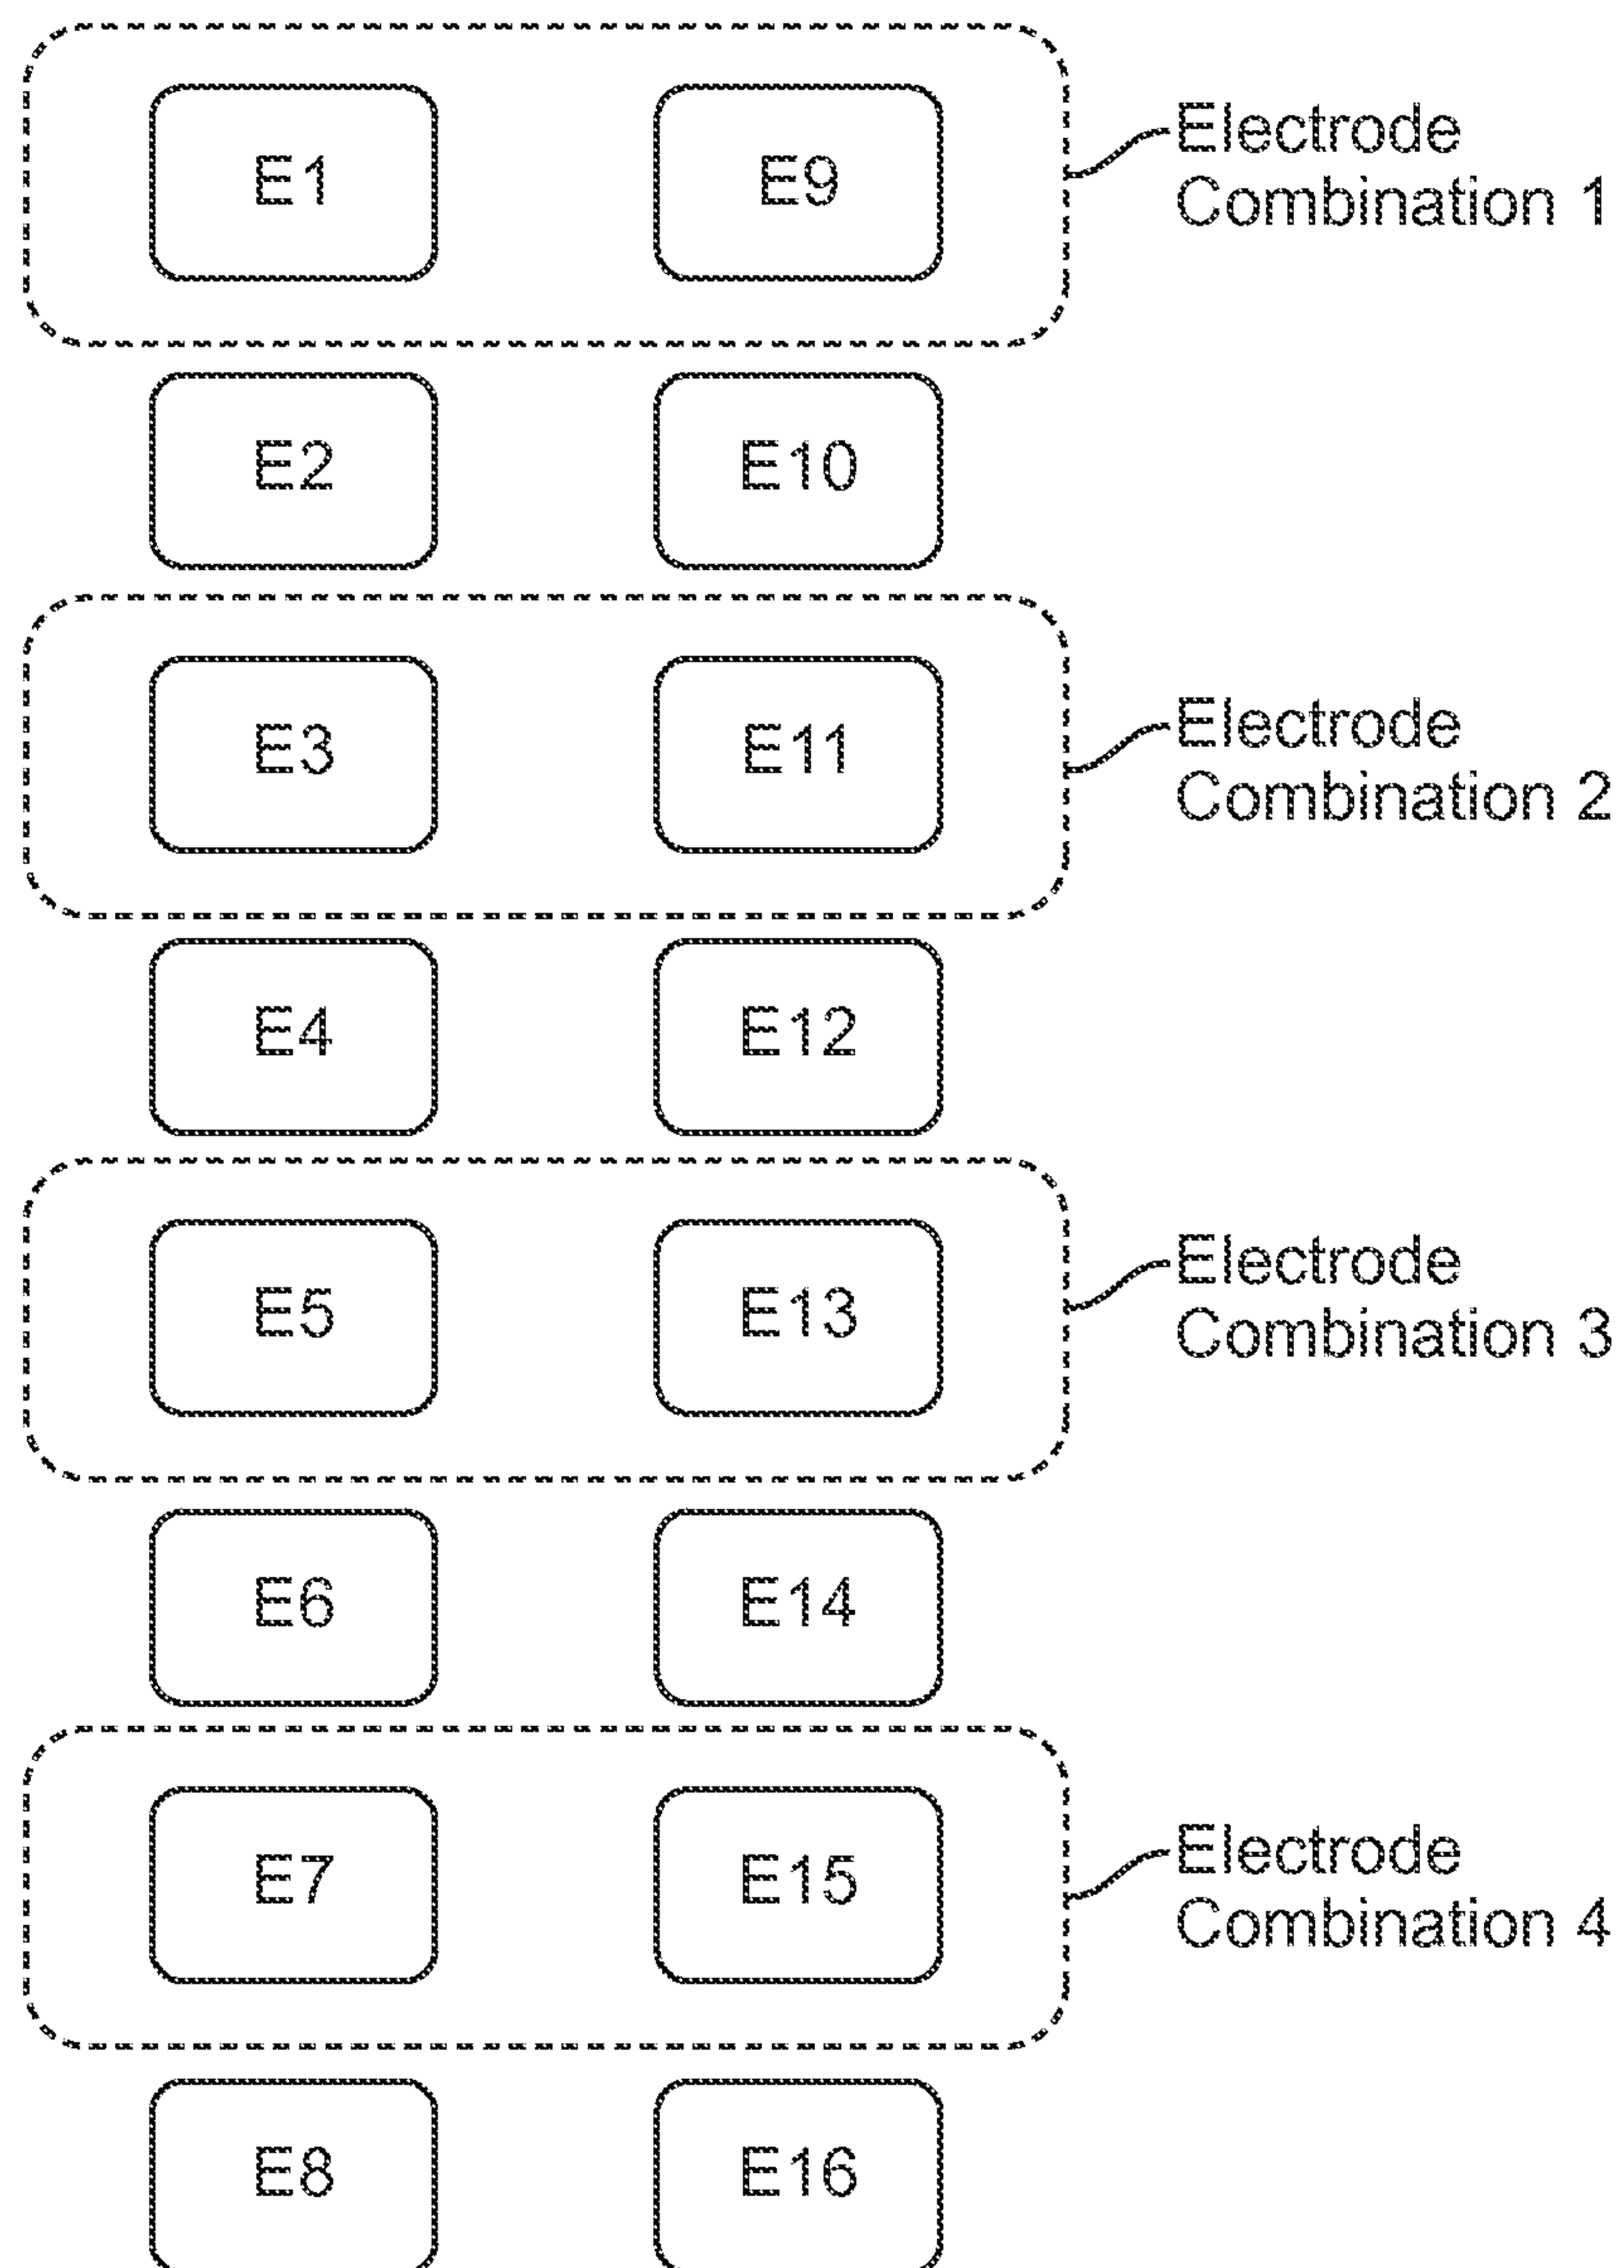 E1 E9 Electrode
Combination 1
E2 E10
E3 E11 Electrode
Combination 2
E4 E12
E5 E13 Electrode
Combination 3
E6 E14
E7 E15 Electrode
Combination 4
E8 E16